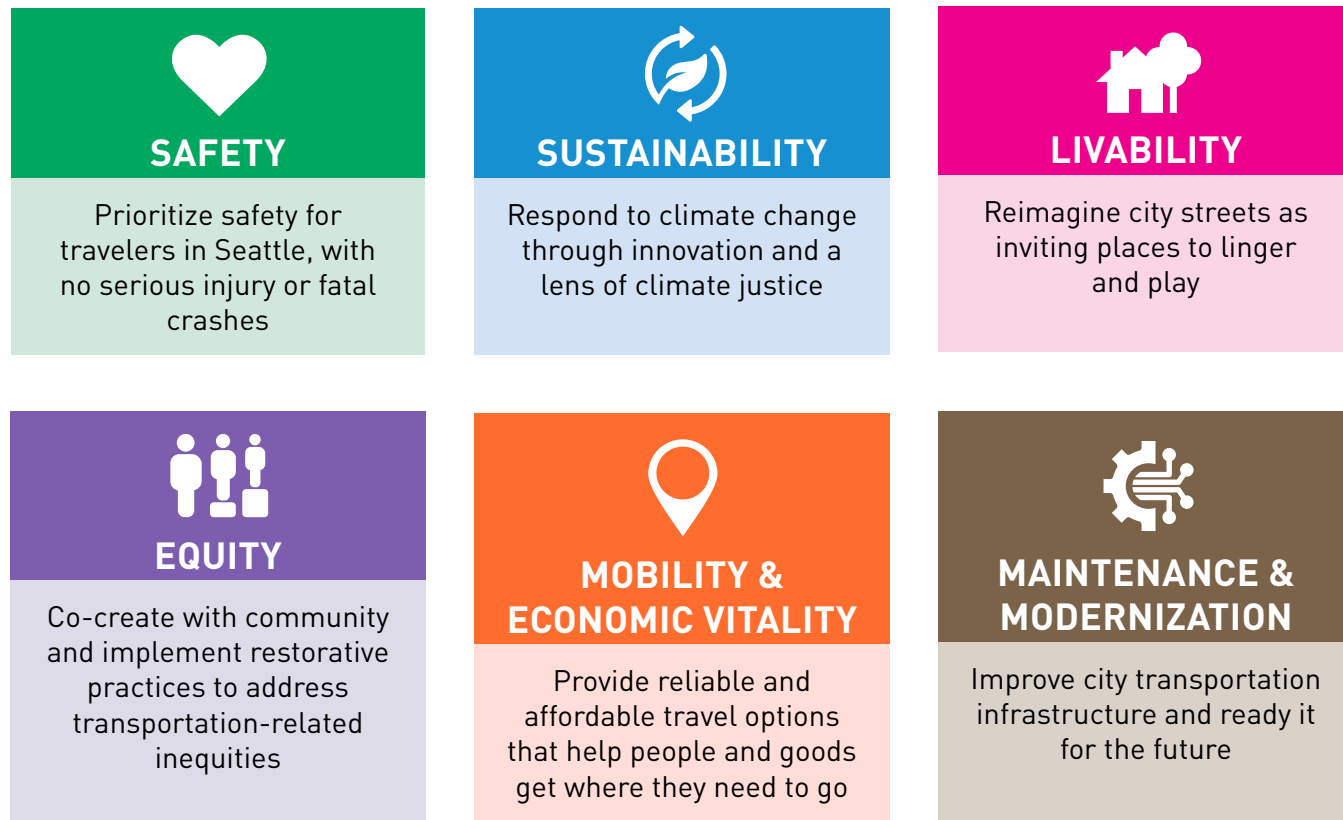 SAFETY
Prioritize safety for
travelers in Seattle, with
no serious injury or fatal
crashes
SUSTAINABILITY
Respond to climate change
through innovation and a
lens of climate justice
LIVABILITY
Reimagine city streets as
inviting places to linger
and play
EQUITY
Co-create with community
and implement restorative
practices to address
transportation-related
inequities
MOBILITY &
ECONOMIC VITALITY
Provide reliable and
affordable travel options
that help people and goods
get where they need to go
MAINTENANCE &
MODERNIZATION
Improve city transportation
infrastructure and ready it
for the future